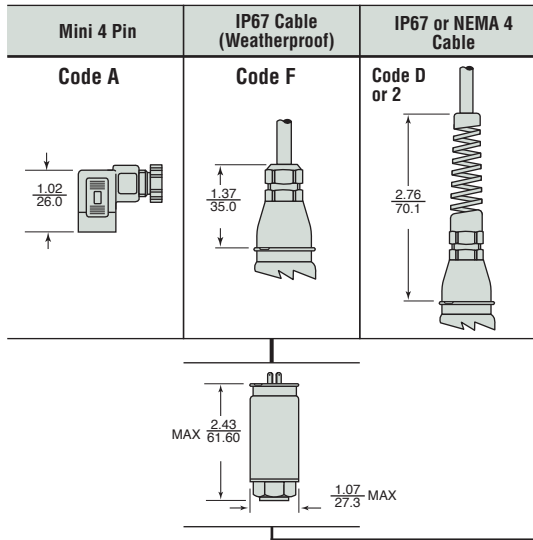 Mini 4 Pin
IP67 Cable
(Weatherproof)
IP67 or NEMA 4
Cable
Code A
Code F
Code D
or 2
1.02
26.0
1.37
35.0
2.76
70.1
MAX 2.43
61.60
1.07 MAX
27.3